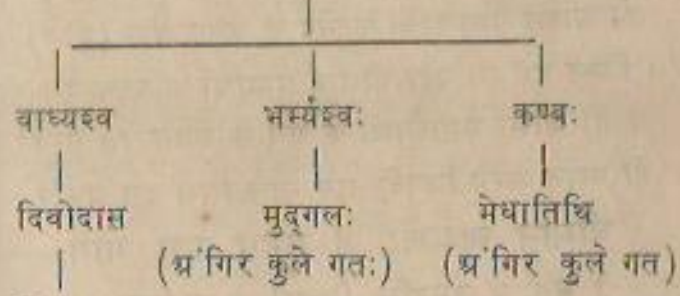 वाध्यश्व भर्म्यश्वः कण्बः
दिवोदास मुद्गलः मेधातिथि
(श्रंगिर कुले गतः) (श्रंगिर कुले गत)